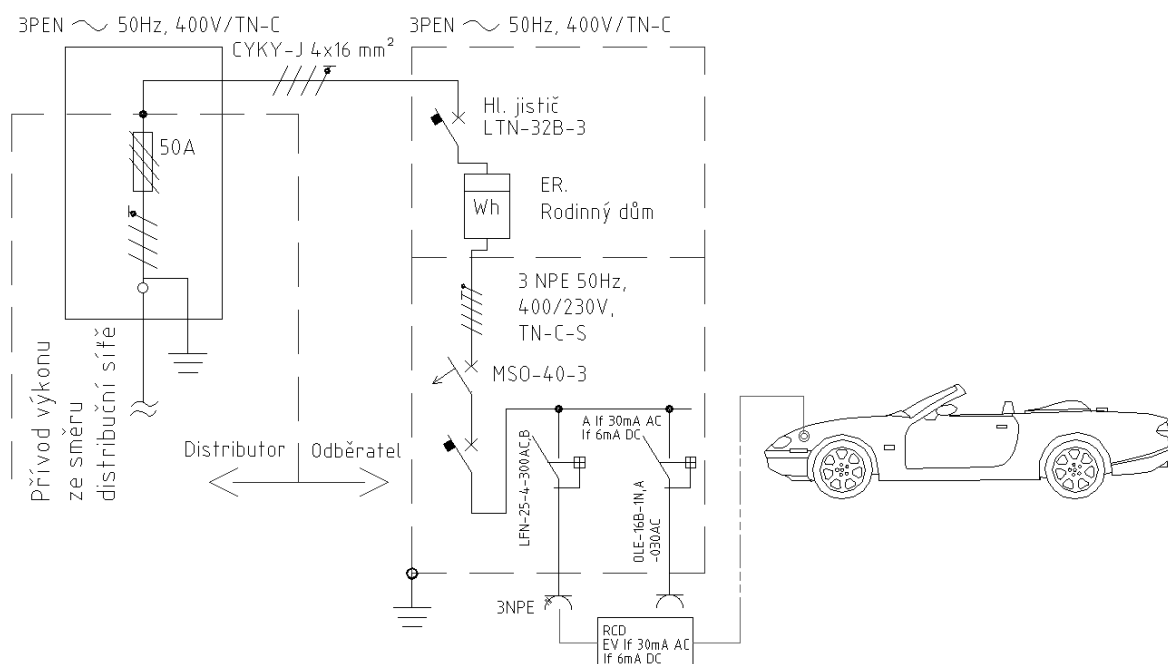 3PEN ~ 50Hz, 400V/TN-C
3PEN ~ 50Hz, 400V/TN-C
CYKY-J 4x16 mm²
50A
Hl. jistič
LTN-32B-3
Wh
ER.
Rodinný dům
3 NPE 50Hz,
400/230V,
TN-C-S
MSO-40-3
Přívod výkonu
ze směru
distribuční sítě
Distributor
Odběratel
A If 30mA AC
If 6mA DC
LFN-25-4-300AC,B
OLE-16B-1N,A
-030AC
3NPE
RCD
EV If 30mA AC
If 6mA DC